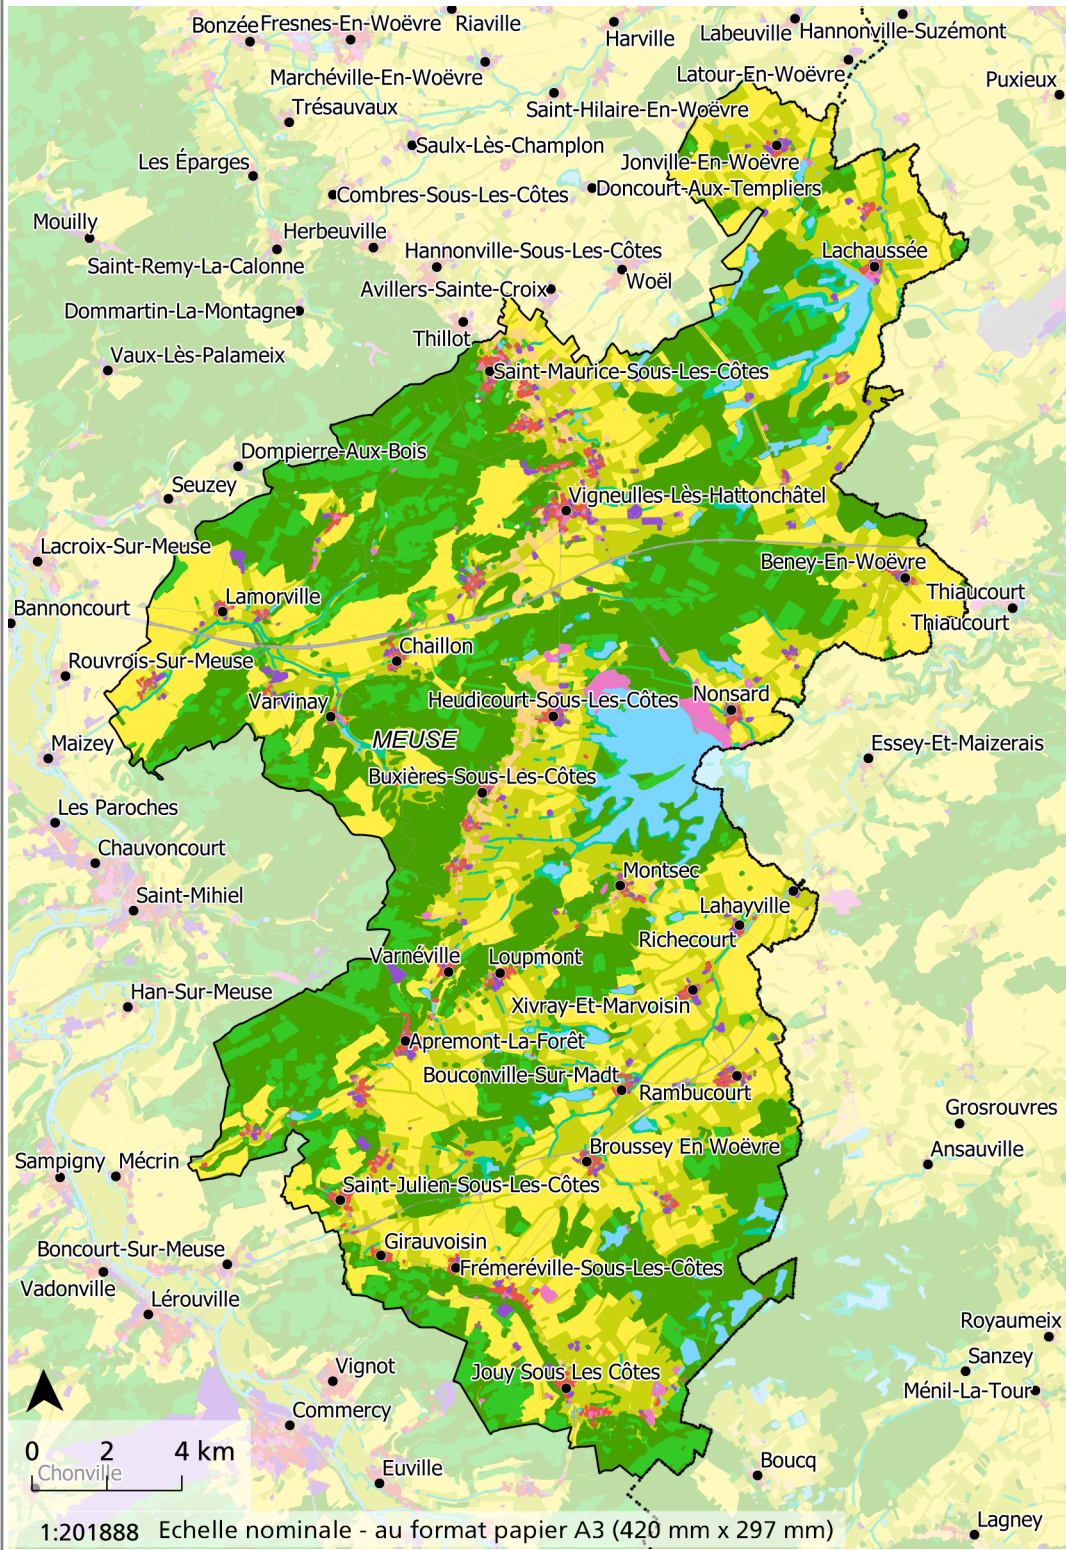 Bonzée
Fresnes-En-Woëvre
Riaville
Harville
Labeuville
Hannonville-Suzémont
Marchéville-En-Woëvre
Latour-En-Woëvre
Puxieux
Trésauvaux
Saint-Hilaire-En-Woëvre
Saulx-Lès-Champlon
Les Éparges
Jonville-En-Woëvre
Combres-Sous-Les-Côtes
Doncourt-Aux-Templiers
Mouilly
Herbeuville
Hannonville-Sous-Les-Côtes
Lachaussée
Saint-Remy-La-Calonne
Woël
Avillers-Sainte-Croix
Dommartin-La-Montagne
Thillot
Vaux-Lès-Palameix
Saint-Maurice-Sous-Les-Côtes
Dompierre-Aux-Bois
Seuzey
Vigneulles-Lès-Hattonchâtel
Lacroix-Sur-Meuse
Beney-En-Woëvre
Lamorville
Thiaucourt
Bannoncourt
Thiaucourt
Chaillon
Rouvrois-Sur-Meuse
Varvinay
Heudicourt-Sous-Les-Côtes
Nonsard
MEUSE
Maizey
Essey-Et-Maizerais
Buxières-Sous-Les-Côtes
Les Paroches
Chauvoncourt
Montsec
Saint-Mihiel
Lahayville
Richecourt
Varnéville
Loupmont
Han-Sur-Meuse
Xivray-Et-Marvoisin
Apremont-La-Forêt
Bouconville-Sur-Madt
Rambucourt
Grosrouvres
Broussey En Woëvre
Ansauville
Sampigny
Mécrin
Saint-Julien-Sous-Les-Côtes
Girauvoisin
Boncourt-Sur-Meuse
Frémeréville-Sous-Les-Côtes
Vadonville
Lérouville
Royaumeix
Sanzey
Vignot
Jouy Sous Les Côtes
Ménil-La-Tour
Commercy
0 2 4 km
Chonville
Euville
Boucq
Lagney
1:201888 Echelle nominale - au format papier A3 (420 mm x 297 mm)